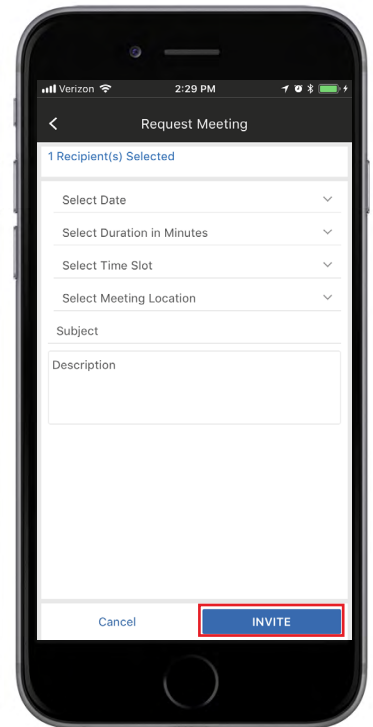 Verizon 2:29 PM
Request Meeting
1 Recipient(s) Selected
Select Date
Select Duration in Minutes
Select Time Slot
Select Meeting Location
Subject
Description
Cancel INVITE